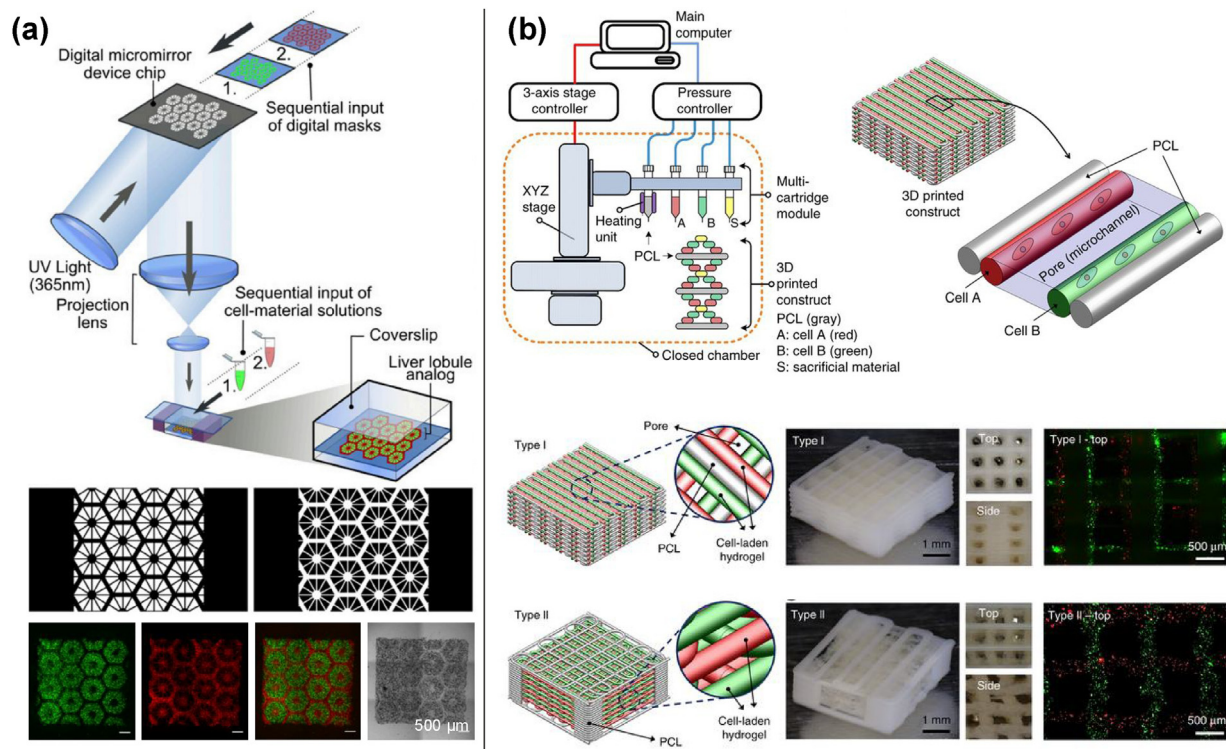 (a)
Digital micromirror
device chip
2.
1.
Sequential input
of digital masks
UV Light
(365nm)
Projection
lens
Sequential input of
cell-material solutions
2.
1.
Coverslip
Liver lobule
analog
500 µm
(b)
Main
computer
3-axis stage
controller
Pressure
controller
XYZ
stage
Heating
unit
A
B
S
Multi-
cartridge
module
PCL
3D
printed
construct
PCL (gray)
A: cell A (red)
B: cell B (green)
S: sacrificial material
Closed chamber
3D printed
construct
PCL
Pore (microchannel)
Cell A
Cell B
Type I
Pore
PCL
Cell-laden
hydrogel
Type I
1 mm
Top
Side
Type I - top
500 µm
Type II
Cell-laden
hydrogel
PCL
Type II
1 mm
Top
Side
Type II – top
500 µm